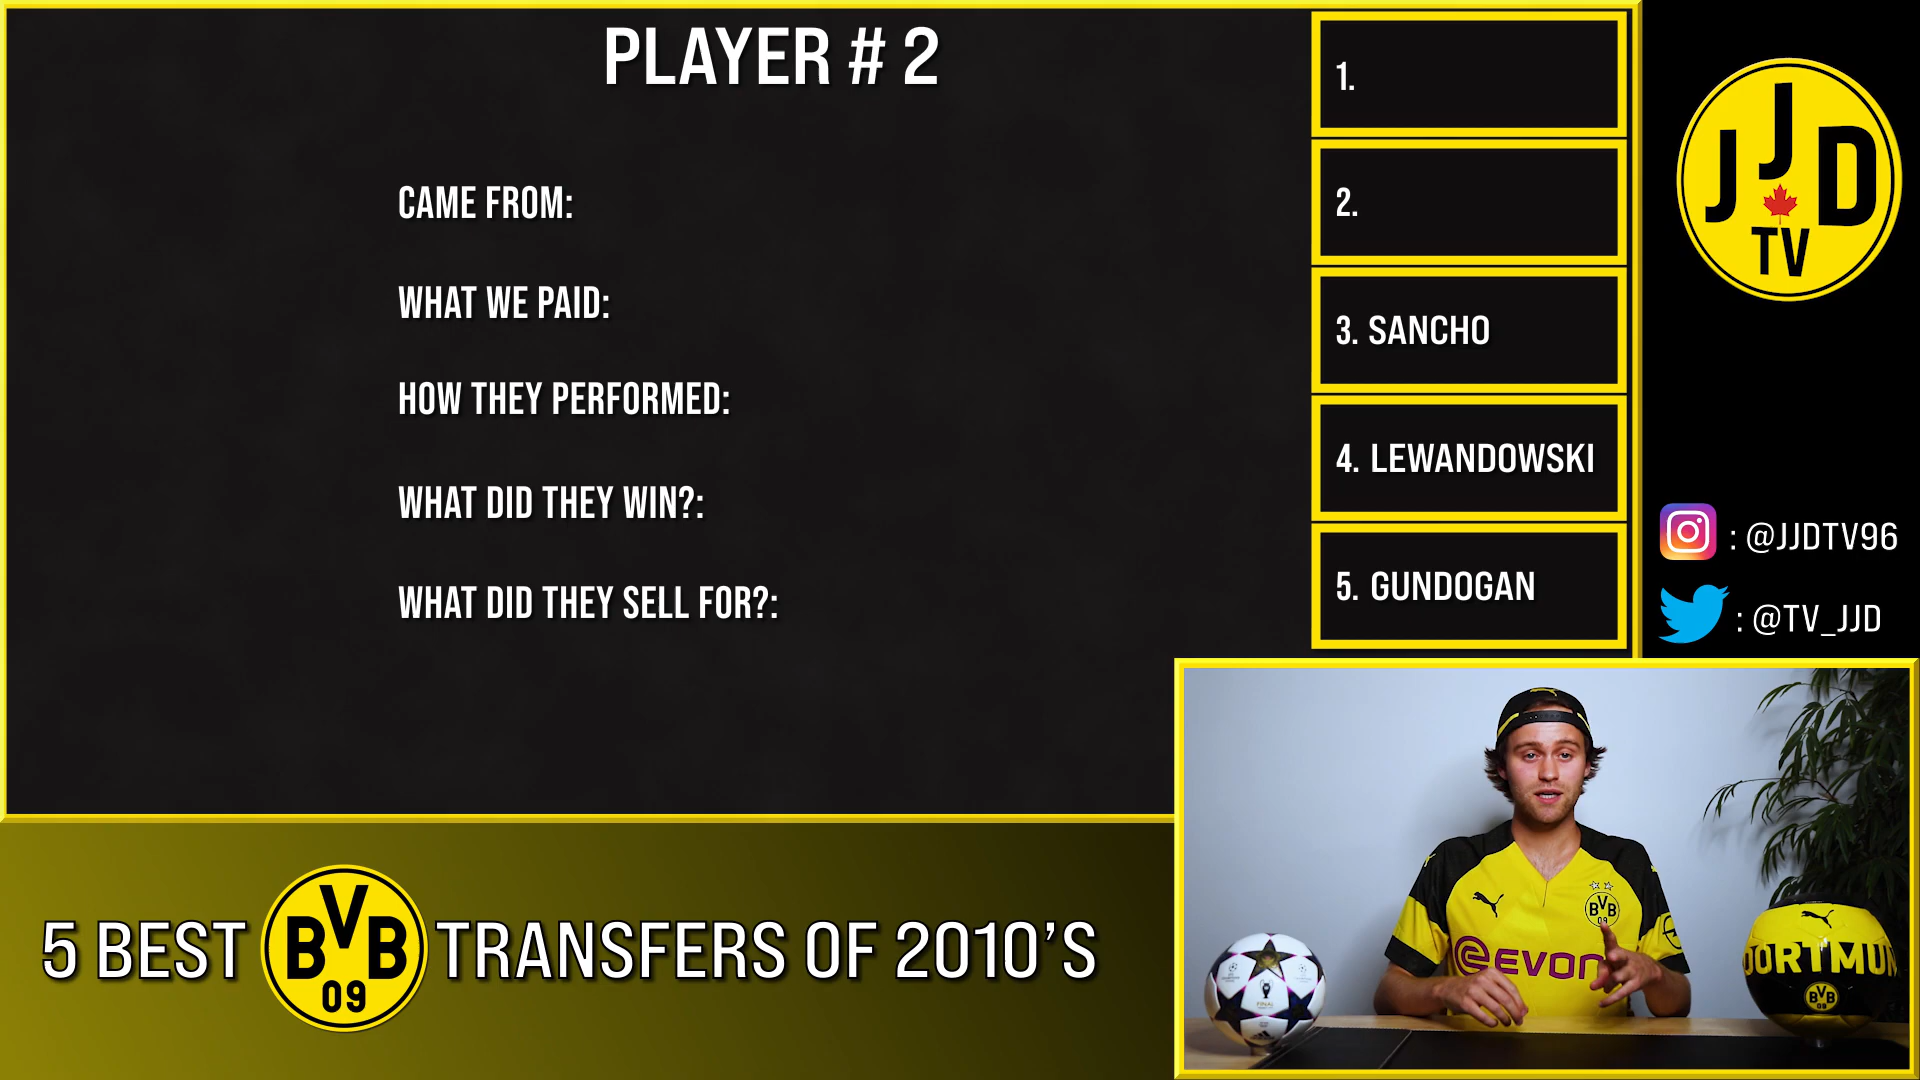 PLAYER # 2
CAME FROM:
WHAT WE PAID:
HOW THEY PERFORMED:
WHAT DID THEY WIN?:
WHAT DID THEY SELL FOR?:
1.
2.
3. SANCHO
4. LEWANDOWSKI
5. GUNDOGAN
JJD
TV
: @JJDTV96
: @TV_JJD
5 BEST BVB 09 TRANSFERS OF 2010'S
BVB
09
eVON
DORTMUN
BVB
09
FINAL